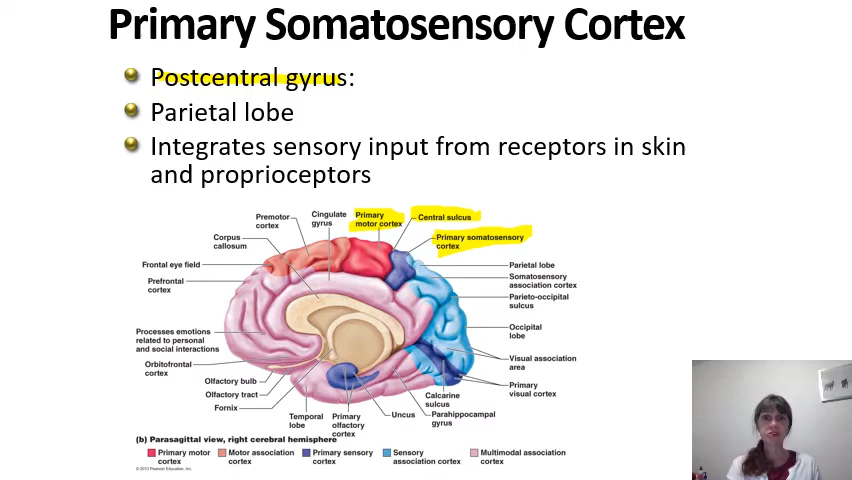 Primary Somatosensory Cortex
Postcentral gyrus:
Parietal lobe
Integrates sensory input from receptors in skin
and proprioceptors
Premotor
cortex
Cingulate
gyrus
Primary
motor cortex
Central sulcus
Corpus
callosum
Primary somatosensory
cortex
Frontal eye field
Prefrontal
cortex
Parietal lobe
Somatosensory
association cortex
Parieto-occipital
sulcus
Processes emotions
related to personal
and social interactions
Occipital
lobe
Orbitofrontal
cortex
Visual association
area
Olfactory bulb
Olfactory tract
Fornix
Primary
visual cortex
Temporal
lobe
Primary
olfactory
cortex
Uncus
Calcarine
sulcus
Parahippocampal
gyrus
(b) Parasagittal view, right cerebral hemisphere
Primary motor
cortex
Motor association
cortex
Primary sensory
cortex
Sensory
association cortex
Multimodal association
cortex
© 2013 Pearson Education, Inc.